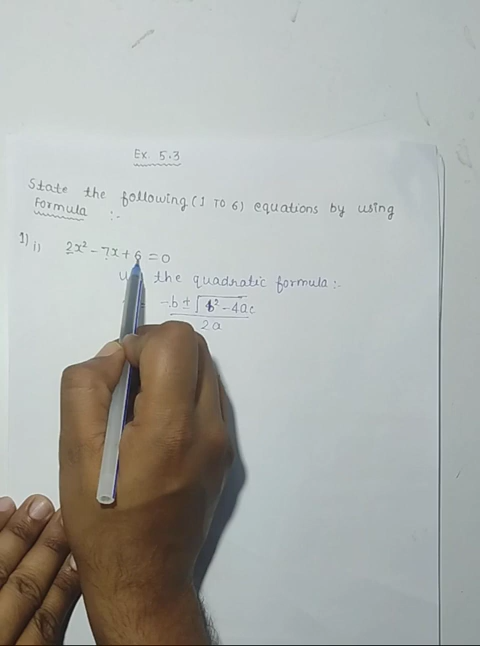 Ex. 5.3
State the following (1 TO 6) equations by using
Formula :-
1) i) 2x² - 7x + 6 = 0
the quadratic formula :-
-b ± √b² - 4ac
2a